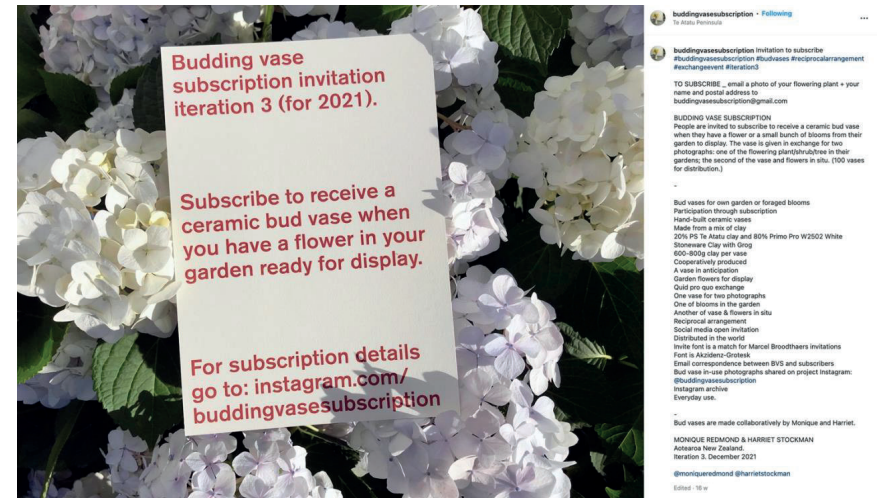 Budding vase
subscription invitation
iteration 3 (for 2021).
Subscribe to receive a
ceramic bud vase when
you have a flower in your
garden ready for display.
For subscription details
go to: instagram.com/
buddingvasesubscription
buddingvasesubscription • Following
Te Atatu Peninsula
buddingvasesubscription Invitation to subscribe
#buddingvasesubscription #budvases #reciprocalarrangement
#exchangeevent #iteration3
TO SUBSCRIBE _ email a photo of your flowering plant + your
name and postal address to
buddingvasesubscription@gmail.com
BUDDING VASE SUBSCRIPTION
People are invited to subscribe to receive a ceramic bud vase
when they have a flower or a small bunch of blooms from their
garden to display. The vase is given in exchange for two
photographs: one of the flowering plant/shrub/tree in their
gardens; the second of the vase and flowers in situ. (100 vases
for distribution.)
-
Bud vases for own garden or foraged blooms
Participation through subscription
Hand-built ceramic vases
Made from a mix of clay
20% PS Te Atatu clay and 80% Primo Pro W2502 White
Stoneware Clay with Grog
600-800g clay per vase
Cooperatively produced
A vase in anticipation
Garden flowers for display
Quid pro quo exchange
One vase for two photographs
One of blooms in the garden
Another of vase & flowers in situ
Reciprocal arrangement
Social media open invitation
Distributed in the world
Invite font is a match for Marcel Broodthaers invitations
Font is Akzidenz-Grotesk
Email correspondence between BVS and subscribers
Bud vase in-use photographs shared on project Instagram:
@buddingvasesubscription
Instagram archive
Everyday use.
-
Bud vases are made collaboratively by Monique and Harriet.
MONIQUE REDMOND & HARRIET STOCKMAN
Aotearoa New Zealand.
Iteration 3. December 2021
@moniqueredmond @harrietstockman
Edited · 16 w